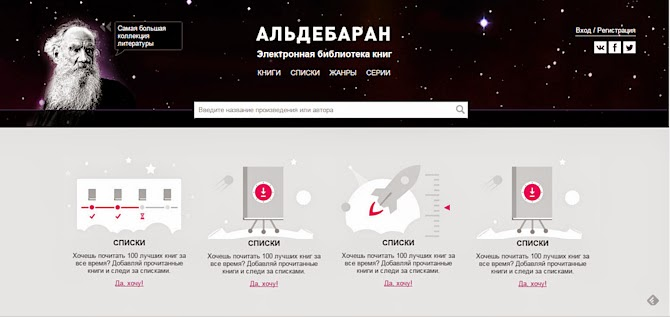 Самая большая
коллекция
литературы
АЛЬДЕБАРАН
Электронная библиотека книг
КНИГИ СПИСКИ ЖАНРЫ СЕРИИ
Вход / Регистрация
Введите название произведения или автора
СПИСКИ
Хочешь почитать 100 лучших книг за
все время? Добавляй прочитанные
книги и следи за списками.
Да, хочу!
СПИСКИ
Хочешь почитать 100 лучших книг за
все время? Добавляй прочитанные
книги и следи за списками.
Да, хочу!
СПИСКИ
Хочешь почитать 100 лучших книг за
все время? Добавляй прочитанные
книги и следи за списками.
Да, хочу!
СПИСКИ
Хочешь почитать 100 лучших книг за
все время? Добавляй прочитанные
книги и следи за списками.
Да, хочу!